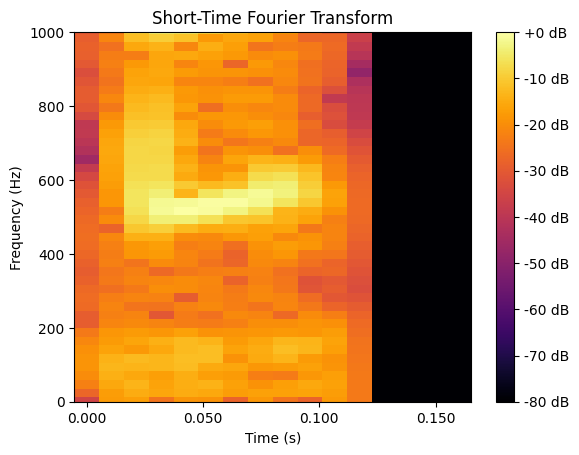 Short-Time Fourier Transform
1000
800
600
400
200
0
Frequency (Hz)
0.000
0.050
0.100
0.150
Time (s)
+0 dB
-10 dB
-20 dB
-30 dB
-40 dB
-50 dB
-60 dB
-70 dB
-80 dB